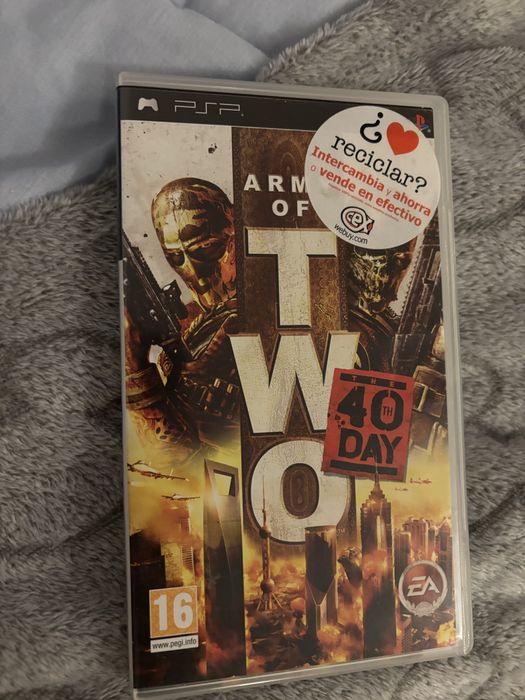 PSP
¿
reciclar?
Intercambia y ahorra
o vende en efectivo
cex
webuy.com
ARM
OF
TWO
THE
40TH
DAY
EA
16
www.pegi.info